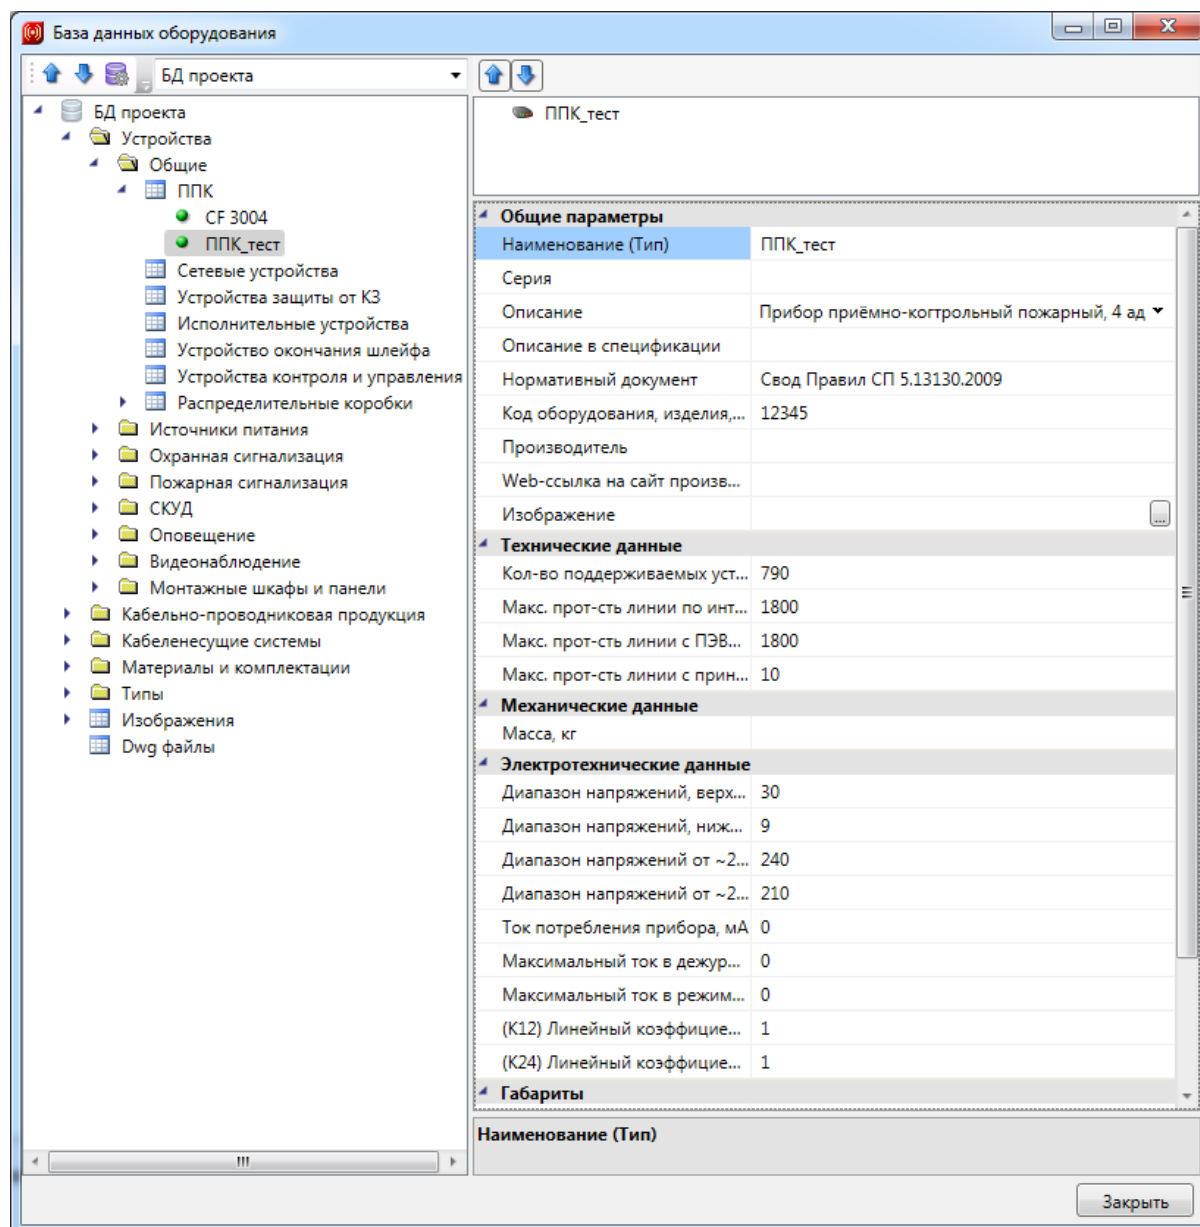 База данных оборудования
БД проекта
БД проекта
Устройства
Общие
ППК
CF 3004
ППК_тест
Сетевые устройства
Устройства защиты от КЗ
Исполнительные устройства
Устройство окончания шлейфа
Устройства контроля и управления
Распределительные коробки
Источники питания
Охранная сигнализация
Пожарная сигнализация
СКУД
Оповещение
Видеонаблюдение
Монтажные шкафы и панели
Кабельно-проводниковая продукция
Кабеленесущие системы
Материалы и комплектации
Типы
Изображения
Dwg файлы
ППК_тест
Общие параметры
Наименование (Тип) ППК_тест
Серия
Описание Прибор приёмно-когтрольный пожарный, 4 ад
Описание в спецификации
Нормативный документ Свод Правил СП 5.13130.2009
Код оборудования, изделия,... 12345
Производитель
Web-ссылка на сайт произв...
Изображение ...
Технические данные
Кол-во поддерживаемых уст... 790
Макс. прот-сть линии по инт... 1800
Макс. прот-сть линии с ПЭВ... 1800
Макс. прот-сть линии с прин... 10
Механические данные
Масса, кг
Электротехнические данные
Диапазон напряжений, верх... 30
Диапазон напряжений, ниж... 9
Диапазон напряжений от ~2... 240
Диапазон напряжений от ~2... 210
Ток потребления прибора, мА 0
Максимальный ток в дежур... 0
Максимальный ток в режим... 0
(К12) Линейный коэффицие... 1
(К24) Линейный коэффицие... 1
Габариты
Наименование (Тип)
Закрыть